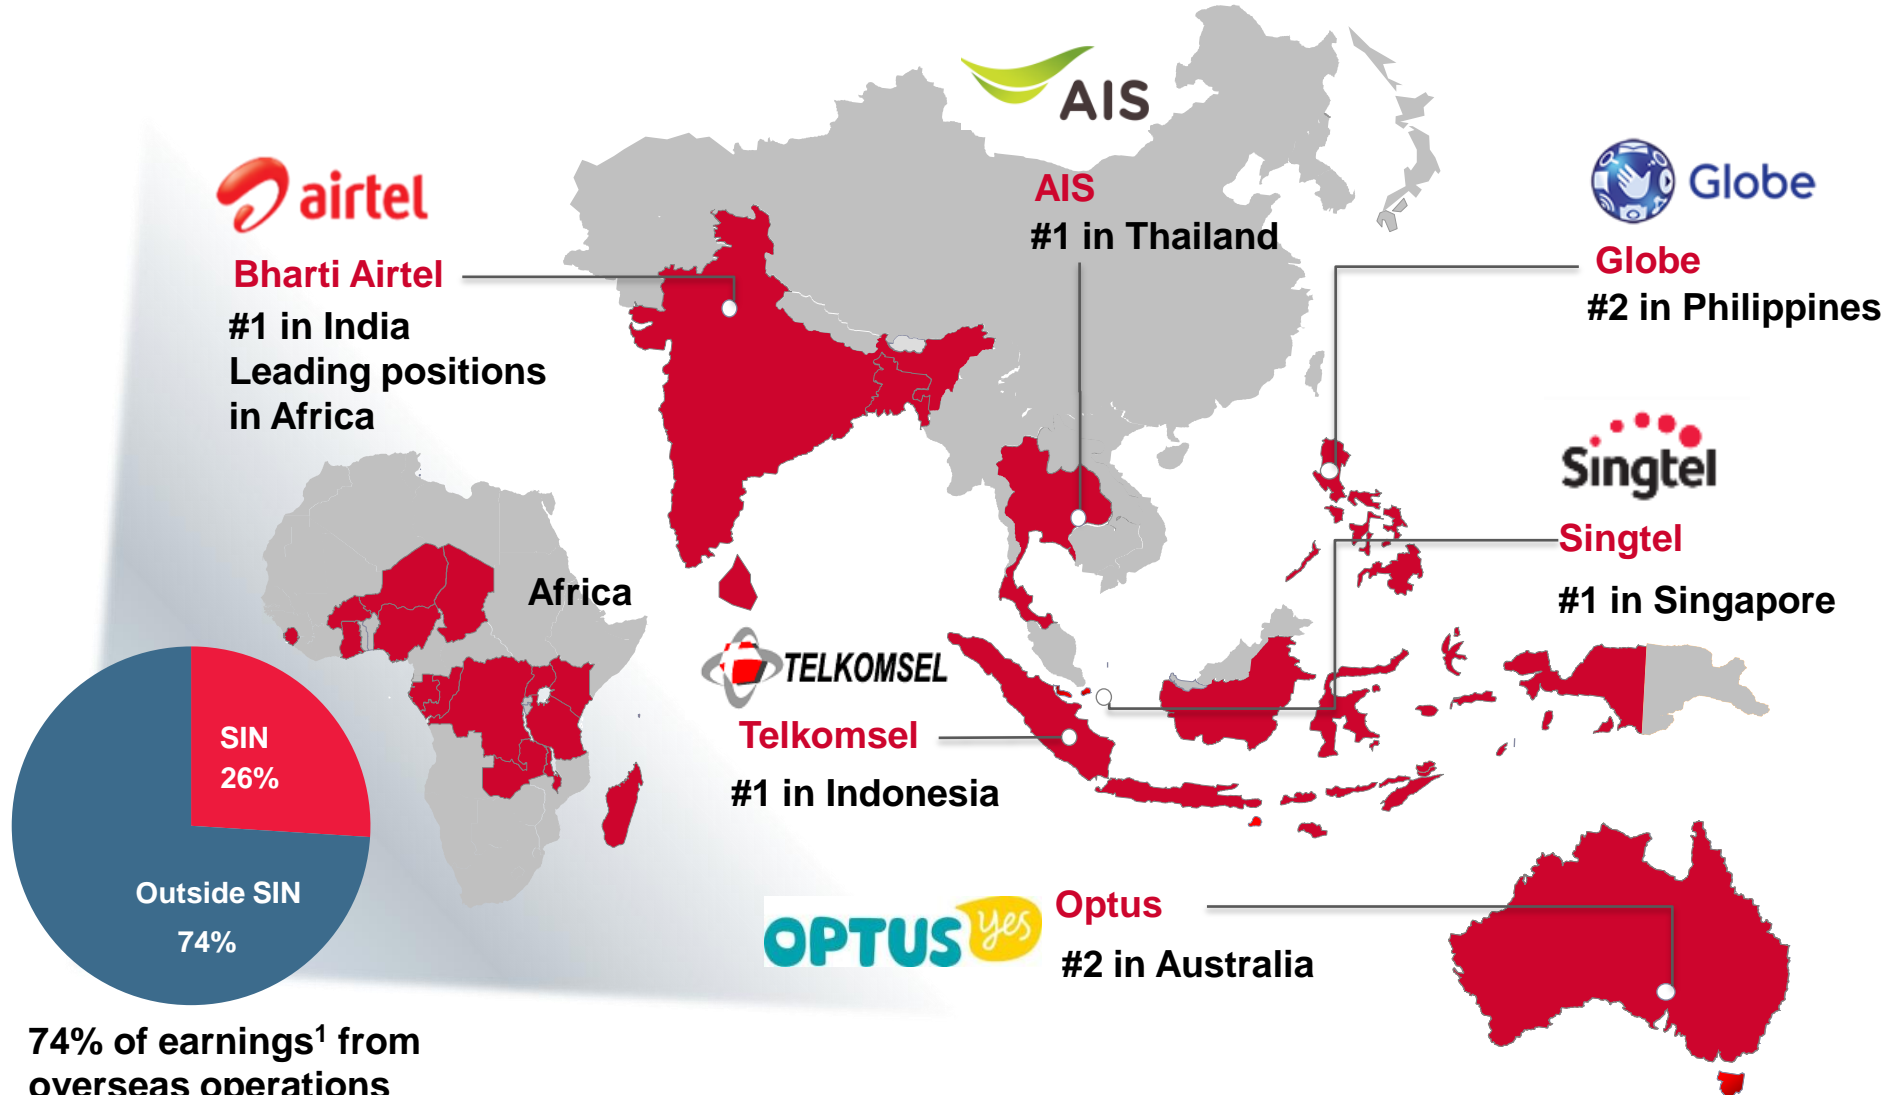 AIS
AIS
#1 in Thailand
airtel
Bharti Airtel
#1 in India
Leading positions
in Africa
Globe
Globe
#2 in Philippines
Singtel
Singtel
#1 in Singapore
Africa
TELKOMSEL
Telkomsel
#1 in Indonesia
SIN
26%
Outside SIN
74%
OPTUS yes
Optus
#2 in Australia
74% of earnings¹ from
overseas operations